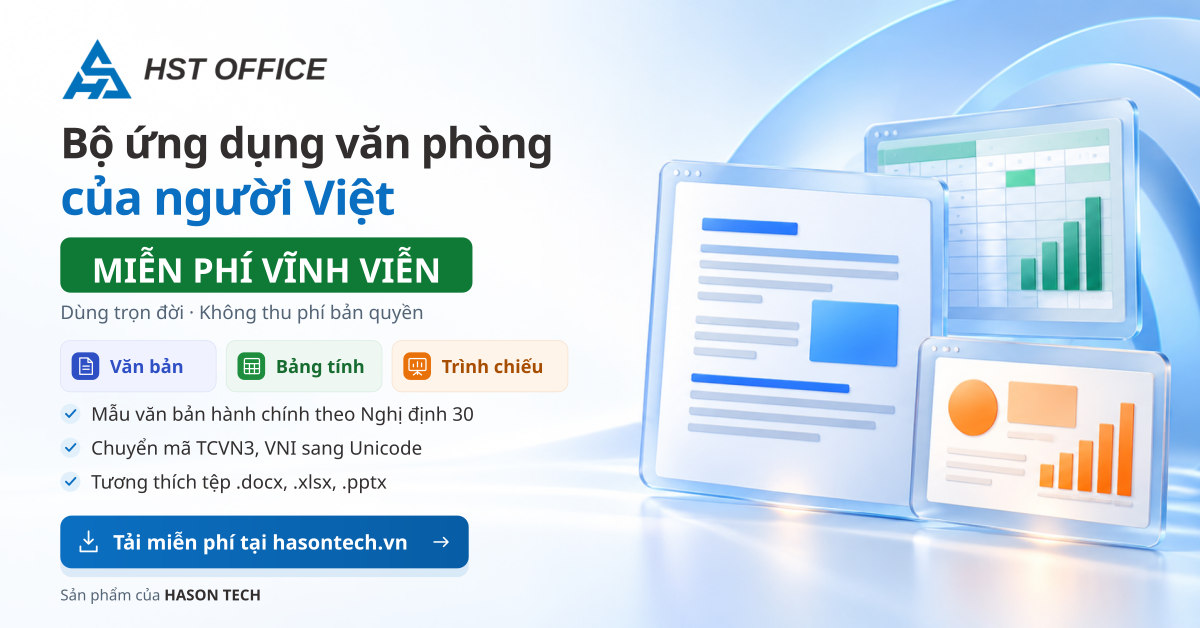 HST OFFICE
Bộ ứng dụng văn phòng
của người Việt
MIỄN PHÍ VĨNH VIỄN
Dùng trọn đời · Không thu phí bản quyền
Văn bản
Bảng tính
Trình chiếu
Mẫu văn bản hành chính theo Nghị định 30
Chuyển mã TCVN3, VNI sang Unicode
Tương thích tệp .docx, .xlsx, .pptx
Tải miễn phí tại hasontech.vn →
Sản phẩm của HASON TECH